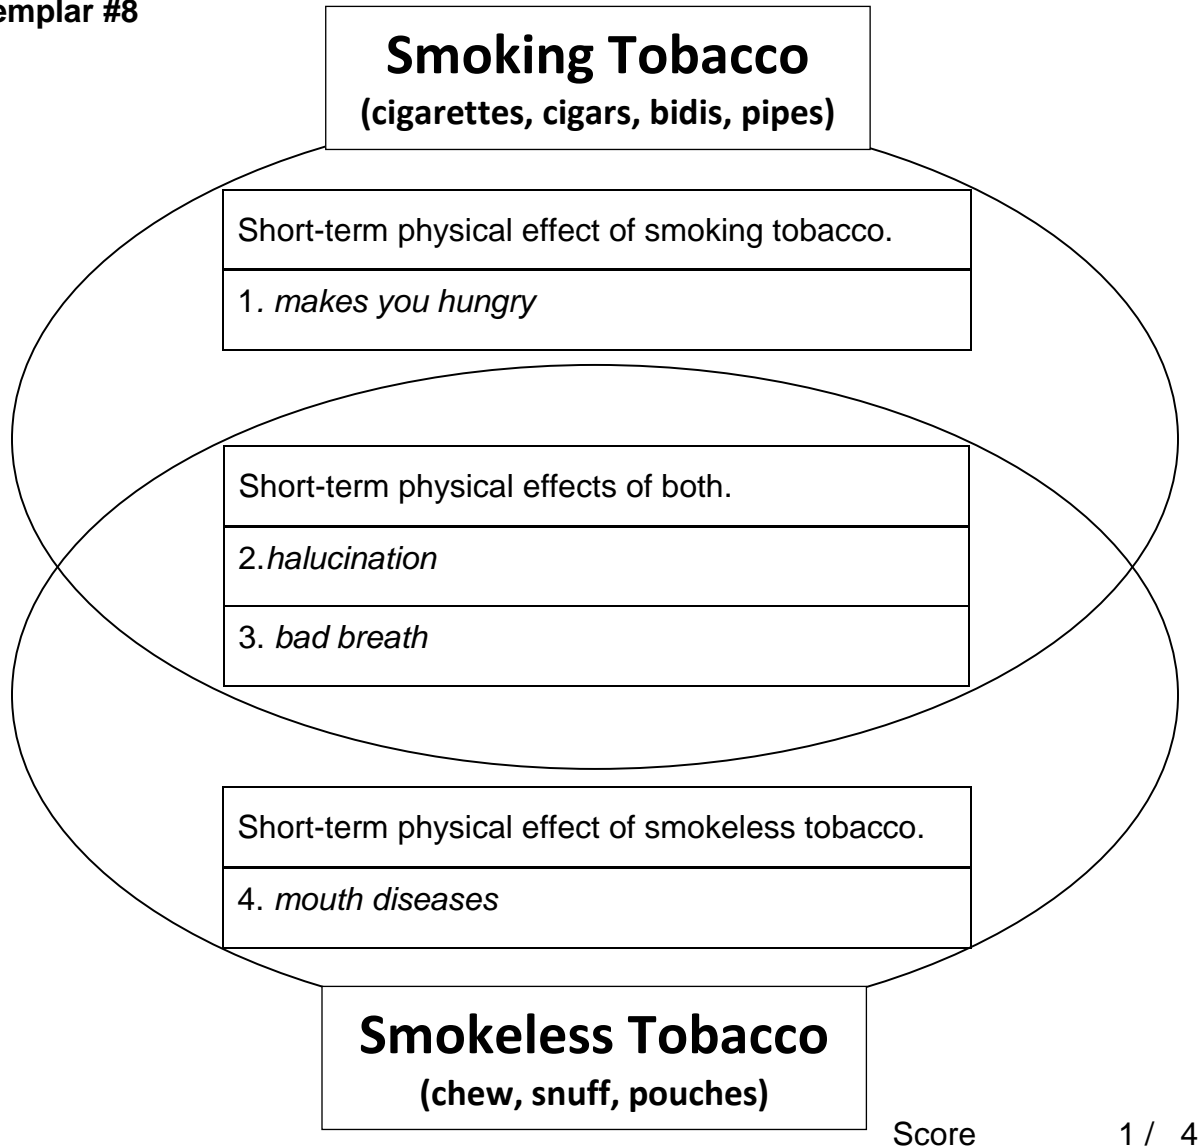 emplar #8
Smoking Tobacco
(cigarettes, cigars, bidis, pipes)
Short-term physical effect of smoking tobacco.
1. makes you hungry
Short-term physical effects of both.
2.halucination
3. bad breath
Short-term physical effect of smokeless tobacco.
4. mouth diseases
Smokeless Tobacco
(chew, snuff, pouches)
Score 1 / 4